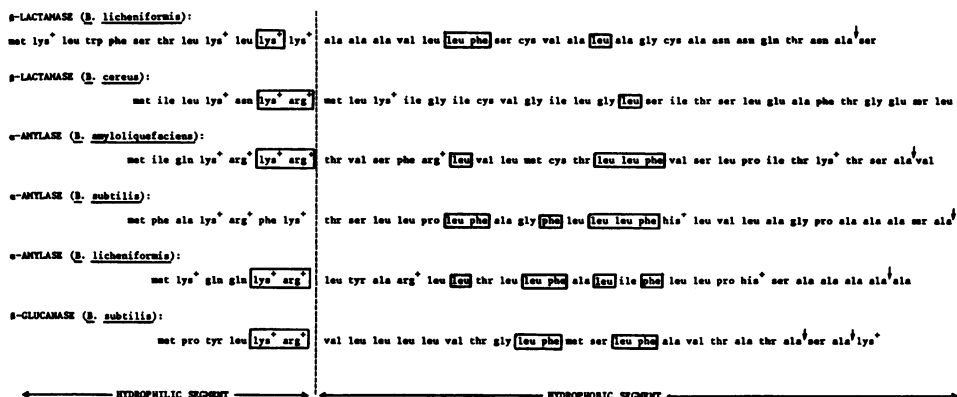 β-LACTAMASE (B. licheniformis):
met lys+ leu trp phe ser thr leu lys+ leu lys+ lys+ ala ala ala val leu leu phe ser cys val ala leu ala gly cys ala asn asn gln thr asn ala↓ser
β-LACTAMASE (B. cereus):
met ile leu lys+ asn lys+ arg+ met leu lys+ ile gly ile cys val gly ile leu gly leu ser ile thr ser leu glu ala phe thr gly glu ser leu
α-AMYLASE (B. amyloliquefaciens):
met ile gln lys+ arg+ lys+ arg+ thr val ser phe arg+ leu val leu met cys thr leu leu phe val ser leu pro ile thr lys+ thr ser ala↓val
α-AMYLASE (B. subtilis):
met phe ala lys+ arg+ phe lys+ thr ser leu leu pro leu phe ala gly phe leu leu leu phe his+ leu val leu ala gly pro ala ala ala ser ala↓
α-AMYLASE (B. licheniformis):
met lys+ gln gln lys+ arg+ leu tyr ala arg+ leu leu thr leu leu phe ala leu ile phe leu leu pro his+ ser ala ala ala ala↓ala
β-GLUCANASE (B. subtilis):
met pro tyr leu lys+ arg+ val leu leu leu leu val thr gly leu phe met ser leu phe ala val thr ala thr ala↓ser ala↓lys+
HYDROPHILIC SEGMENT HYDROPHOBIC SEGMENT